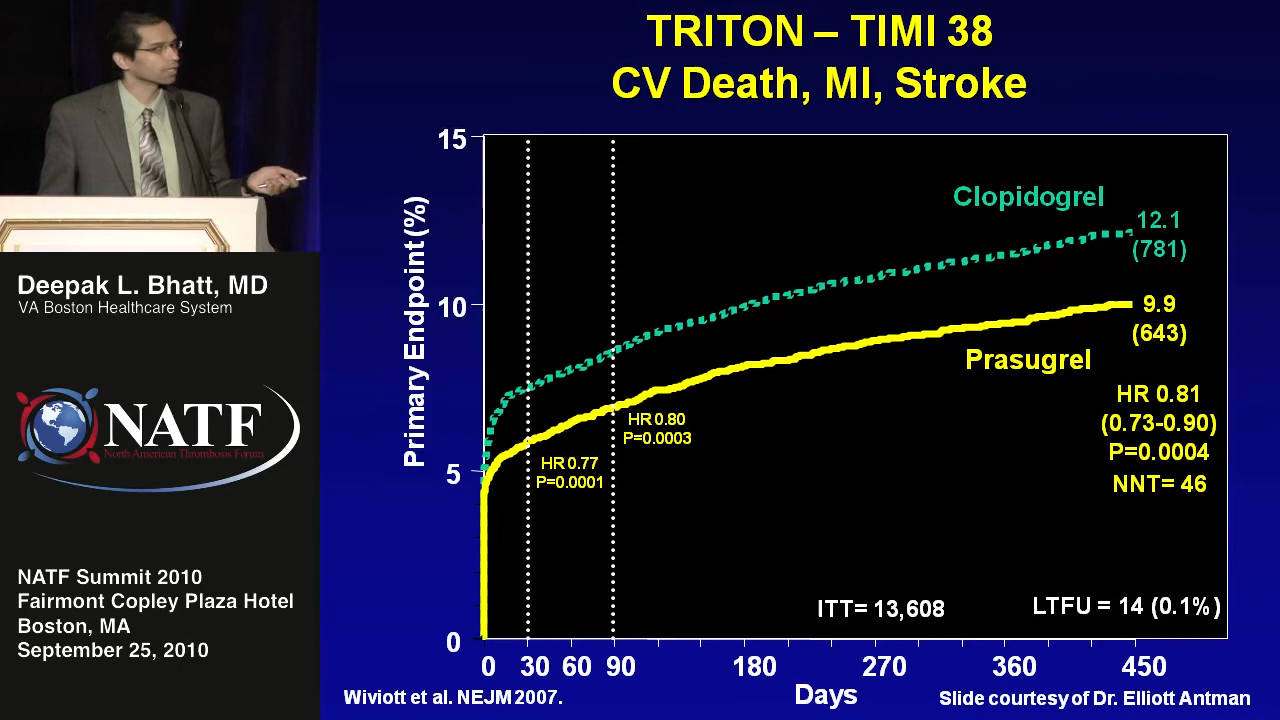 TRITON – TIMI 38
CV Death, MI, Stroke
15
10
5
0
Primary Endpoint (%)
Clopidogrel
12.1
(781)
9.9
(643)
Prasugrel
HR 0.81
(0.73-0.90)
P=0.0004
NNT= 46
HR 0.80
P=0.0003
HR 0.77
P=0.0001
ITT= 13,608
LTFU = 14 (0.1%)
0 30 60 90 180 270 360 450
Days
Wiviott et al. NEJM 2007.
Slide courtesy of Dr. Elliott Antman
Deepak L. Bhatt, MD
VA Boston Healthcare System
NATF
North American Thrombosis Forum
NATF Summit 2010
Fairmont Copley Plaza Hotel
Boston, MA
September 25, 2010